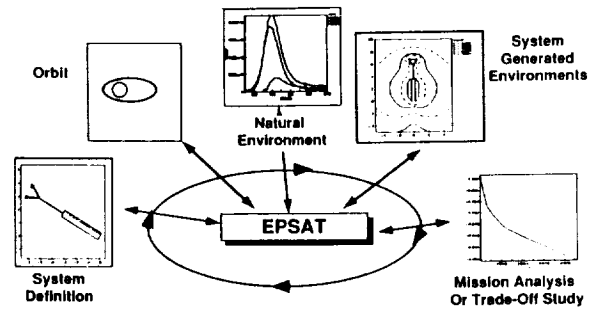 Orbit
System
Generated
Environments
Natural
Environment
EPSAT
System
Definition
Mission Analysis
Or Trade-Off Study